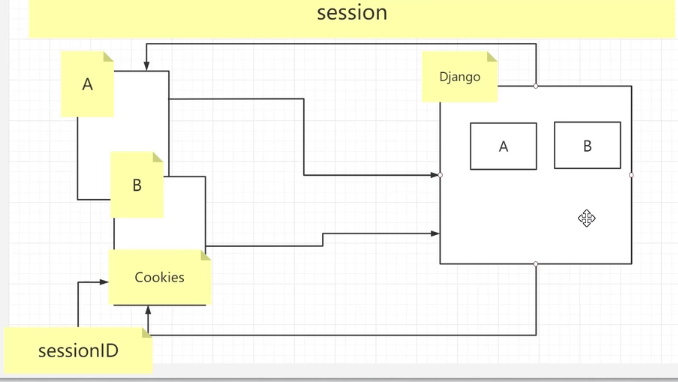 session
A
Django
A
B
B
Cookies
sessionID